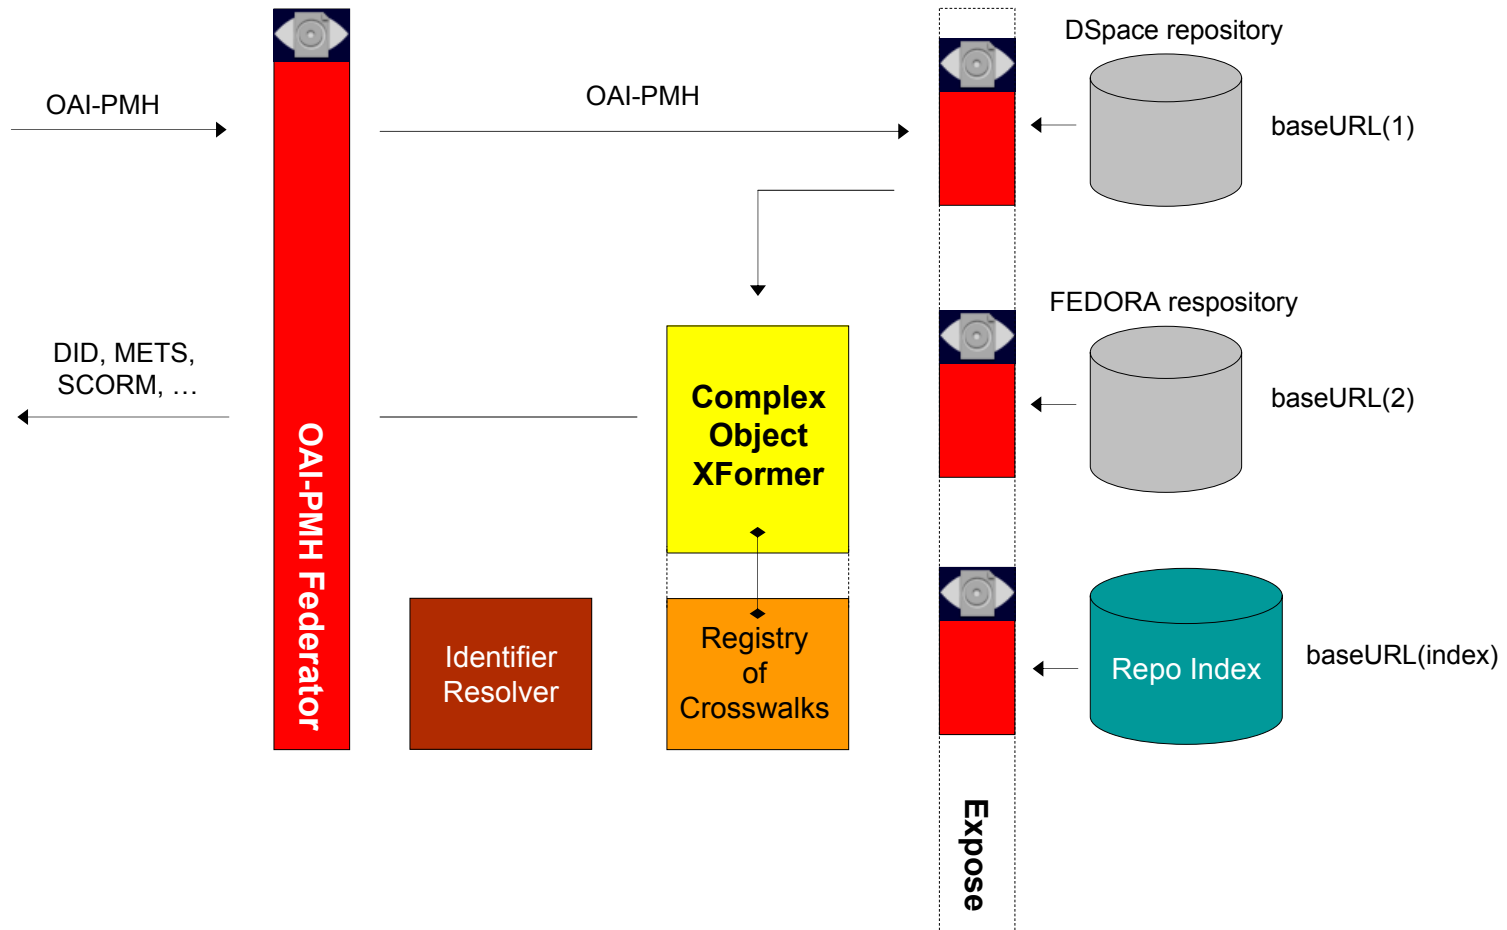 DSpace repository
OAI-PMH
OAI-PMH
baseURL(1)
FEDORA respository
DID, METS,
SCORM, …
Complex
Object
XFormer
baseURL(2)
OAI-PMH Federator
Identifier
Resolver
Registry
of
Crosswalks
Repo Index
baseURL(index)
Expose